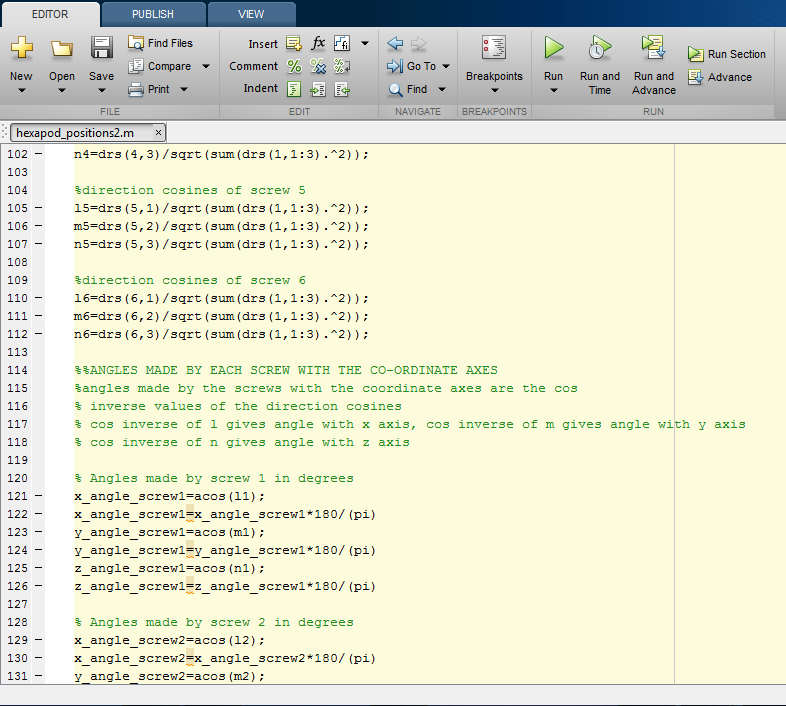 EDITOR PUBLISH VIEW
New Open Save Find Files Compare Print
FILE
Insert fx
Comment
Indent
EDIT
Go To
Find
NAVIGATE
Breakpoints
BREAKPOINTS
Run Run and Time Run and Advance Run Section Advance
RUN
hexapod_positions2.m ×
102 – n4=drs(4,3)/sqrt(sum(drs(1,1:3).^2));
103
104 %direction cosines of screw 5
105 – l5=drs(5,1)/sqrt(sum(drs(1,1:3).^2));
106 – m5=drs(5,2)/sqrt(sum(drs(1,1:3).^2));
107 – n5=drs(5,3)/sqrt(sum(drs(1,1:3).^2));
108
109 %direction cosines of screw 6
110 – l6=drs(6,1)/sqrt(sum(drs(1,1:3).^2));
111 – m6=drs(6,2)/sqrt(sum(drs(1,1:3).^2));
112 – n6=drs(6,3)/sqrt(sum(drs(1,1:3).^2));
113
114 %%ANGLES MADE BY EACH SCREW WITH THE CO-ORDINATE AXES
115 %angles made by the screws with the coordinate axes are the cos
116 % inverse values of the direction cosines
117 % cos inverse of l gives angle with x axis, cos inverse of m gives angle with y axis
118 % cos inverse of n gives angle with z axis
119
120 % Angles made by screw 1 in degrees
121 – x_angle_screw1=acos(l1);
122 – x_angle_screw1=x_angle_screw1*180/(pi)
123 – y_angle_screw1=acos(m1);
124 – y_angle_screw1=y_angle_screw1*180/(pi)
125 – z_angle_screw1=acos(n1);
126 – z_angle_screw1=z_angle_screw1*180/(pi)
127
128 % Angles made by screw 2 in degrees
129 – x_angle_screw2=acos(l2);
130 – x_angle_screw2=x_angle_screw2*180/(pi)
131 – y_angle_screw2=acos(m2);